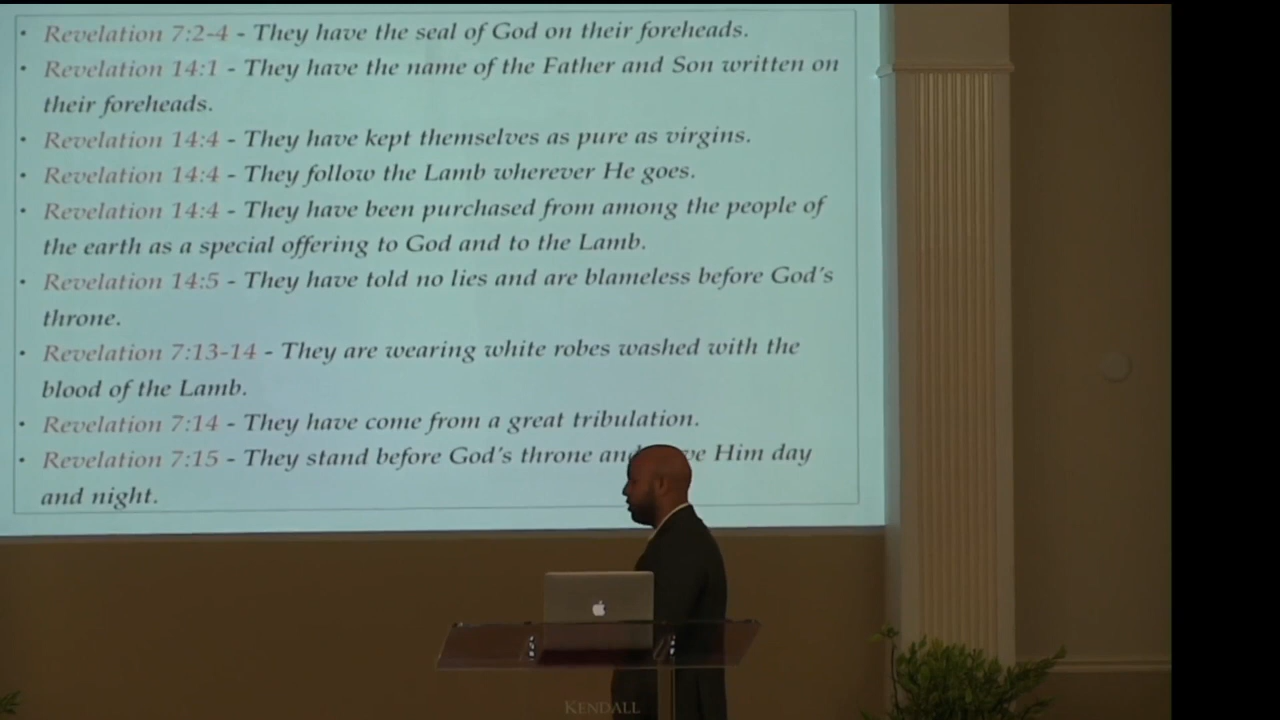 • Revelation 7:2-4 - They have the seal of God on their foreheads.
• Revelation 14:1 - They have the name of the Father and Son written on
their foreheads.
• Revelation 14:4 - They have kept themselves as pure as virgins.
• Revelation 14:4 - They follow the Lamb wherever He goes.
• Revelation 14:4 - They have been purchased from among the people of
the earth as a special offering to God and to the Lamb.
• Revelation 14:5 - They have told no lies and are blameless before God's
throne.
• Revelation 7:13-14 - They are wearing white robes washed with the
blood of the Lamb.
• Revelation 7:14 - They have come from a great tribulation.
• Revelation 7:15 - They stand before God's throne and Him day
and night.
KENDALL